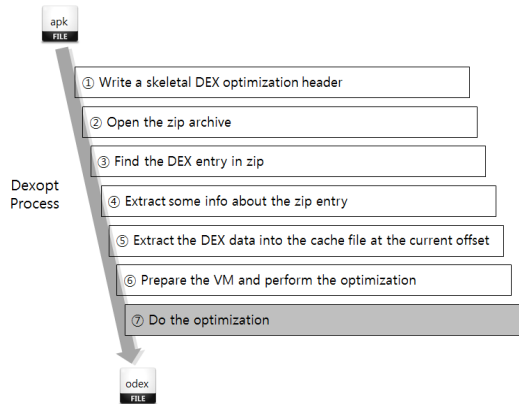 apk
FILE
① Write a skeletal DEX optimization header
② Open the zip archive
③ Find the DEX entry in zip
Dexopt
Process
④ Extract some info about the zip entry
⑤ Extract the DEX data into the cache file at the current offset
⑥ Prepare the VM and perform the optimization
⑦ Do the optimization
odex
FILE